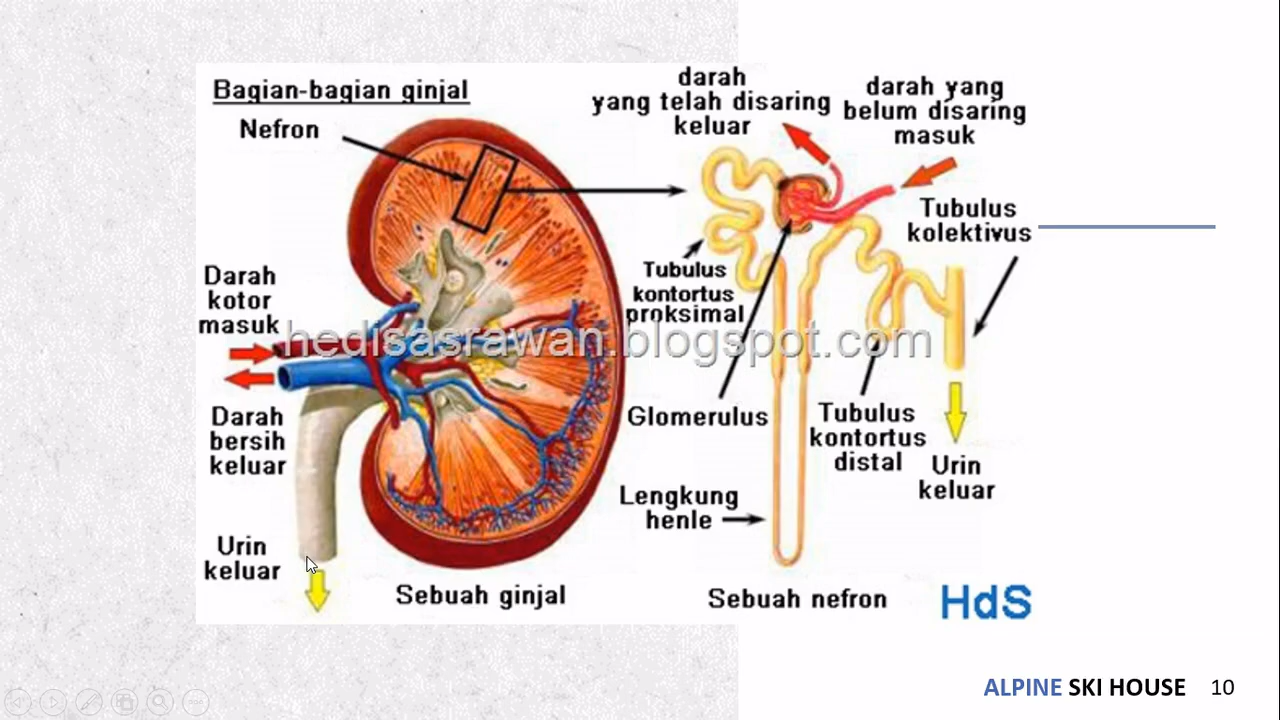 Bagian-bagian ginjal
Nefron
Darah
kotor
masuk
Darah
bersih
keluar
Urin
keluar
Sebuah ginjal
darah
yang telah disaring
keluar
darah yang
belum disaring
masuk
Tubulus
kolektivus
Tubulus
kontortus
proksimal
hedisasrawan.blogspot.com
Glomerulus
Tubulus
kontortus
distal
Urin
keluar
Lengkung
henle
Sebuah nefron
HdS
ALPINE SKI HOUSE 10